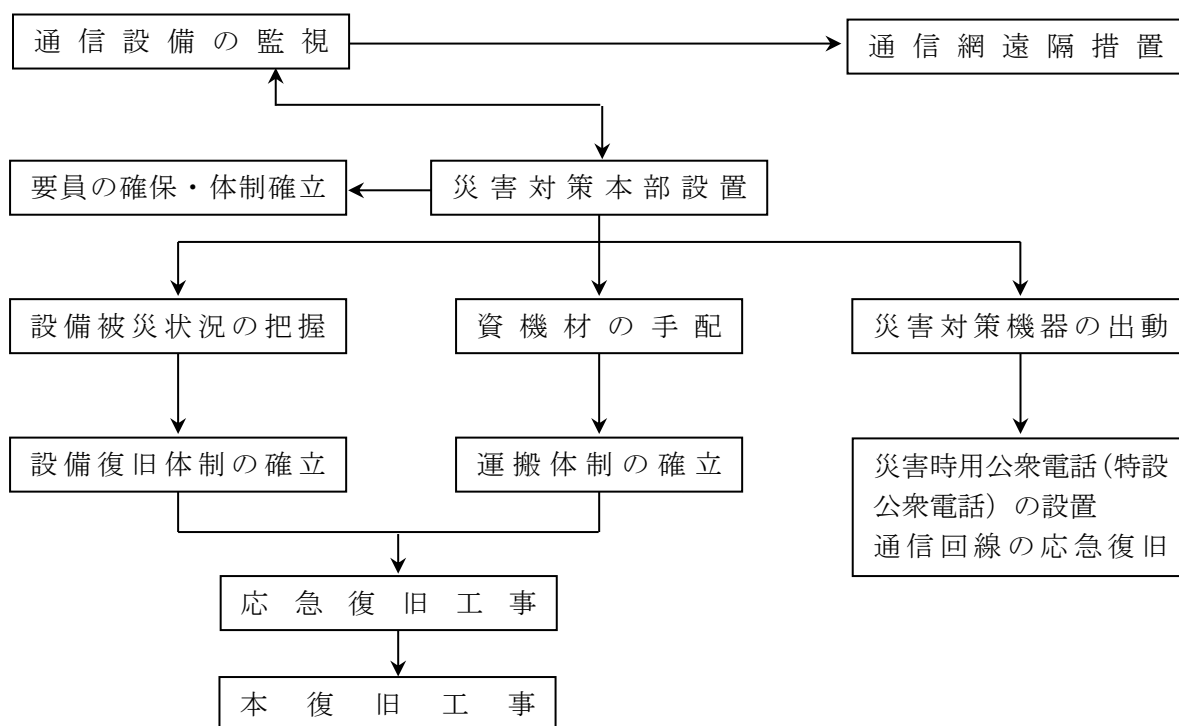 通信設備の監視
通信網遠隔措置
要員の確保・体制確立
災害対策本部設置
設備被災状況の把握
資機材の手配
災害対策機器の出動
設備復旧体制の確立
運搬体制の確立
災害時用公衆電話(特設
公衆電話）の設置
通信回線の応急復旧
応急復旧工事
本復旧工事